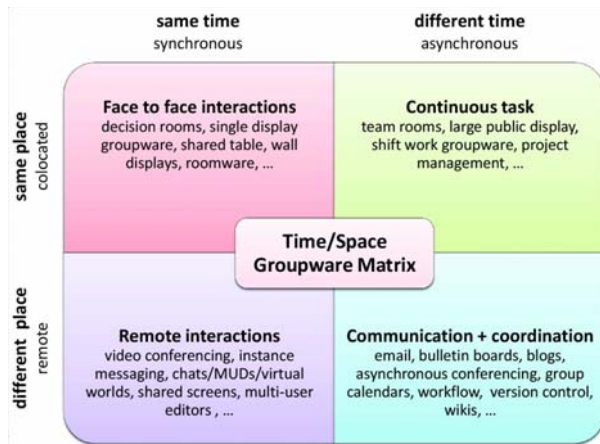 same time
synchronous
different time
asynchronous
same place
colocated
Face to face interactions
decision rooms, single display
groupware, shared table, wall
displays, roomware, ...
Continuous task
team rooms, large public display,
shift work groupware, project
management, ...
Time/Space
Groupware Matrix
different place
remote
Remote interactions
video conferencing, instance
messaging, chats/MUDs/virtual
worlds, shared screens, multi-user
editors , ...
Communication + coordination
email, bulletin boards, blogs,
asynchronous conferencing, group
calendars, workflow, version control,
wikis, ...